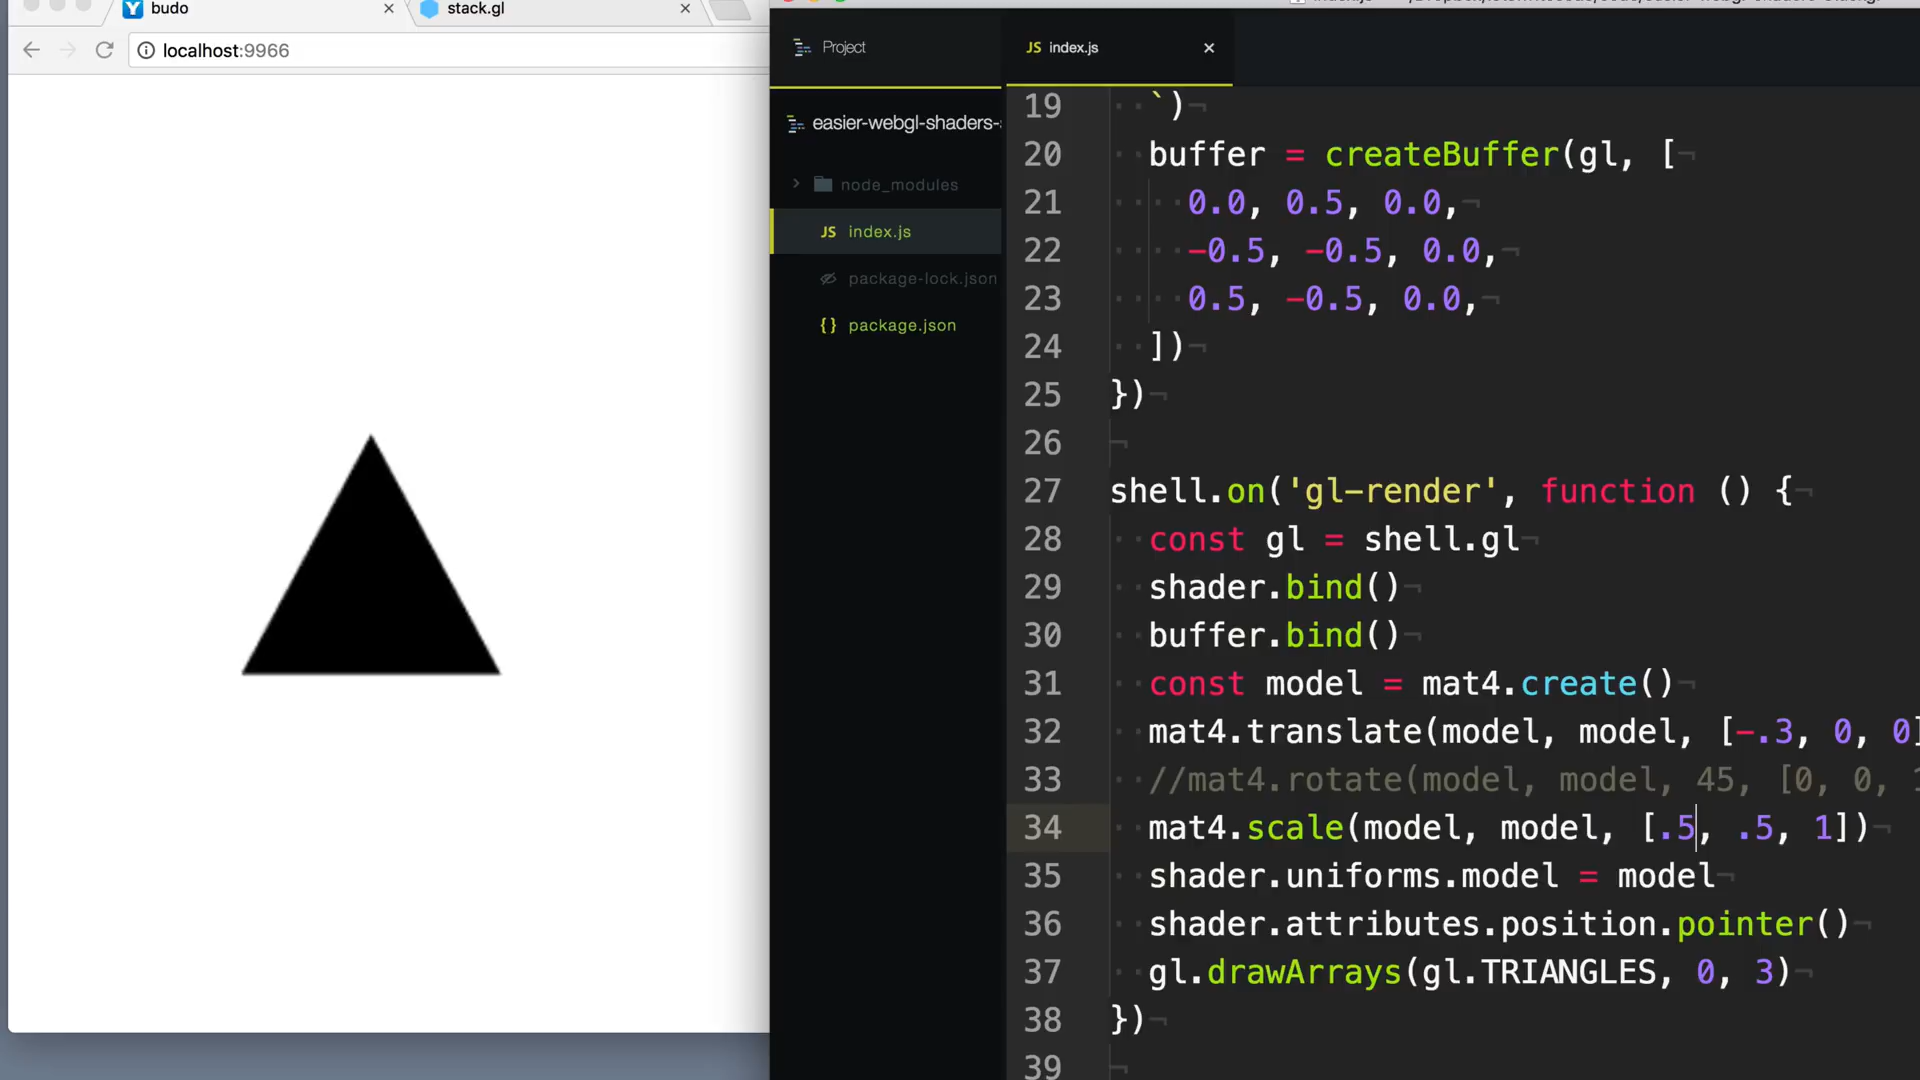 budo
stack.gl
localhost:9966
Project
easier-webgl-shaders-
node_modules
index.js
package-lock.json
package.json
index.js
19 `)
20 buffer = createBuffer(gl, [
21 0.0, 0.5, 0.0,
22 -0.5, -0.5, 0.0,
23 0.5, -0.5, 0.0,
24 ])
25 })
26
27 shell.on('gl-render', function () {
28 const gl = shell.gl
29 shader.bind()
30 buffer.bind()
31 const model = mat4.create()
32 mat4.translate(model, model, [-.3, 0, 0]
33 //mat4.rotate(model, model, 45, [0, 0, 1
34 mat4.scale(model, model, [.5, .5, 1])
35 shader.uniforms.model = model
36 shader.attributes.position.pointer()
37 gl.drawArrays(gl.TRIANGLES, 0, 3)
38 })
39